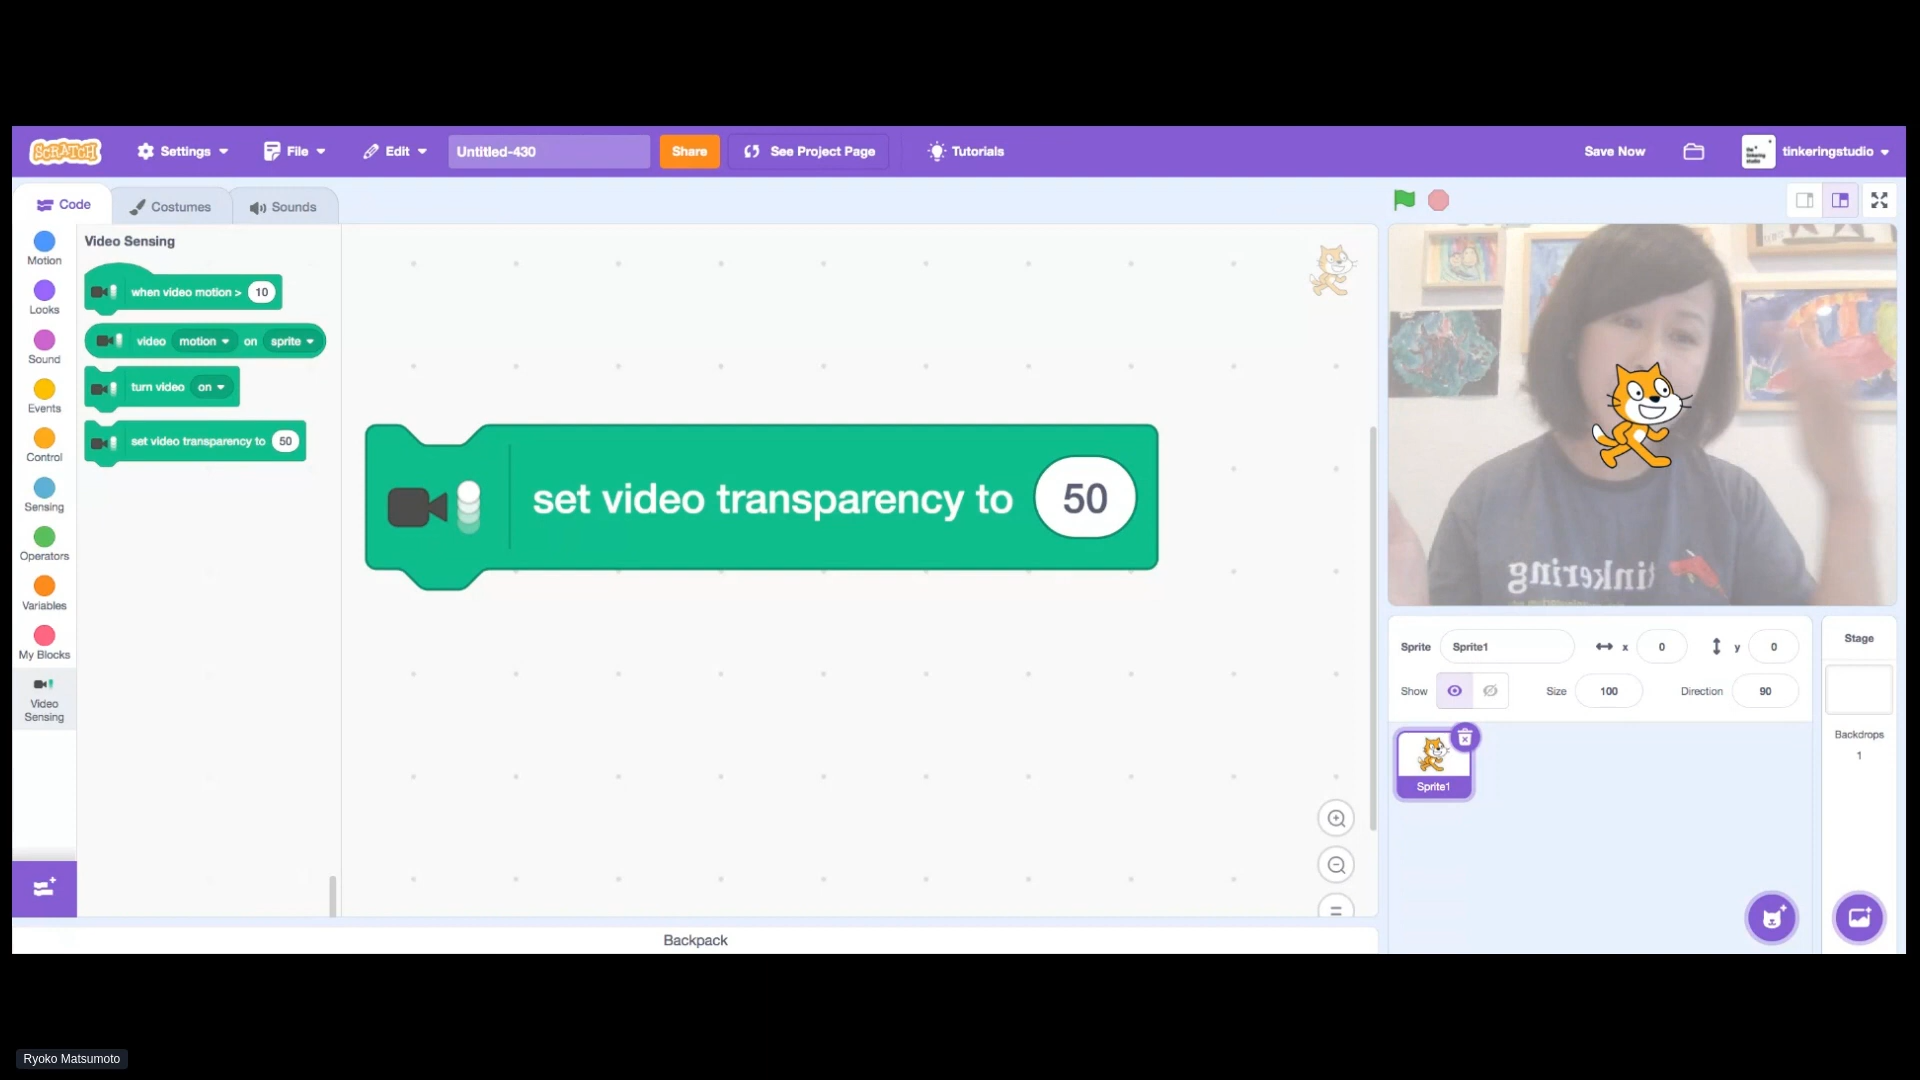 SCRATCH Settings File Edit Untitled-430 Share See Project Page Tutorials Save Now tinkeringstudio
Code Costumes Sounds
Motion
Looks
Sound
Events
Control
Sensing
Operators
Variables
My Blocks
Video
Sensing
Video Sensing
when video motion > 10
video motion on sprite
turn video on
set video transparency to 50
set video transparency to 50
Backpack
tinkering
Sprite Sprite1 x 0 y 0
Show Size 100 Direction 90
Sprite1
Stage
Backdrops
1
Ryoko Matsumoto